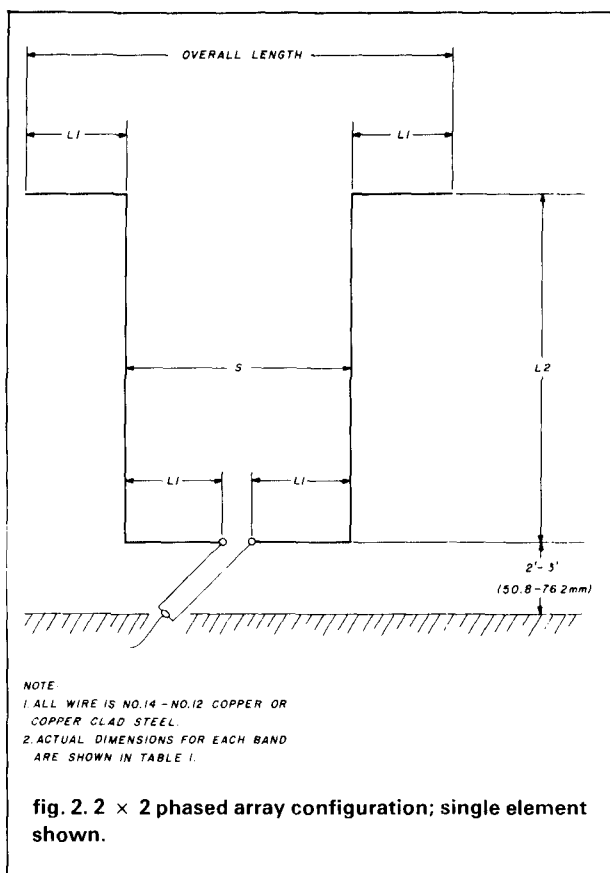 OVERALL LENGTH
L1
L1
S
L2
L1
L1
2'-3'
(50.8-76.2mm)
NOTE:
1. ALL WIRE IS NO.14 - NO.12 COPPER OR
COPPER CLAD STEEL.
2. ACTUAL DIMENSIONS FOR EACH BAND
ARE SHOWN IN TABLE 1.
fig. 2. 2 × 2 phased array configuration; single element
shown.